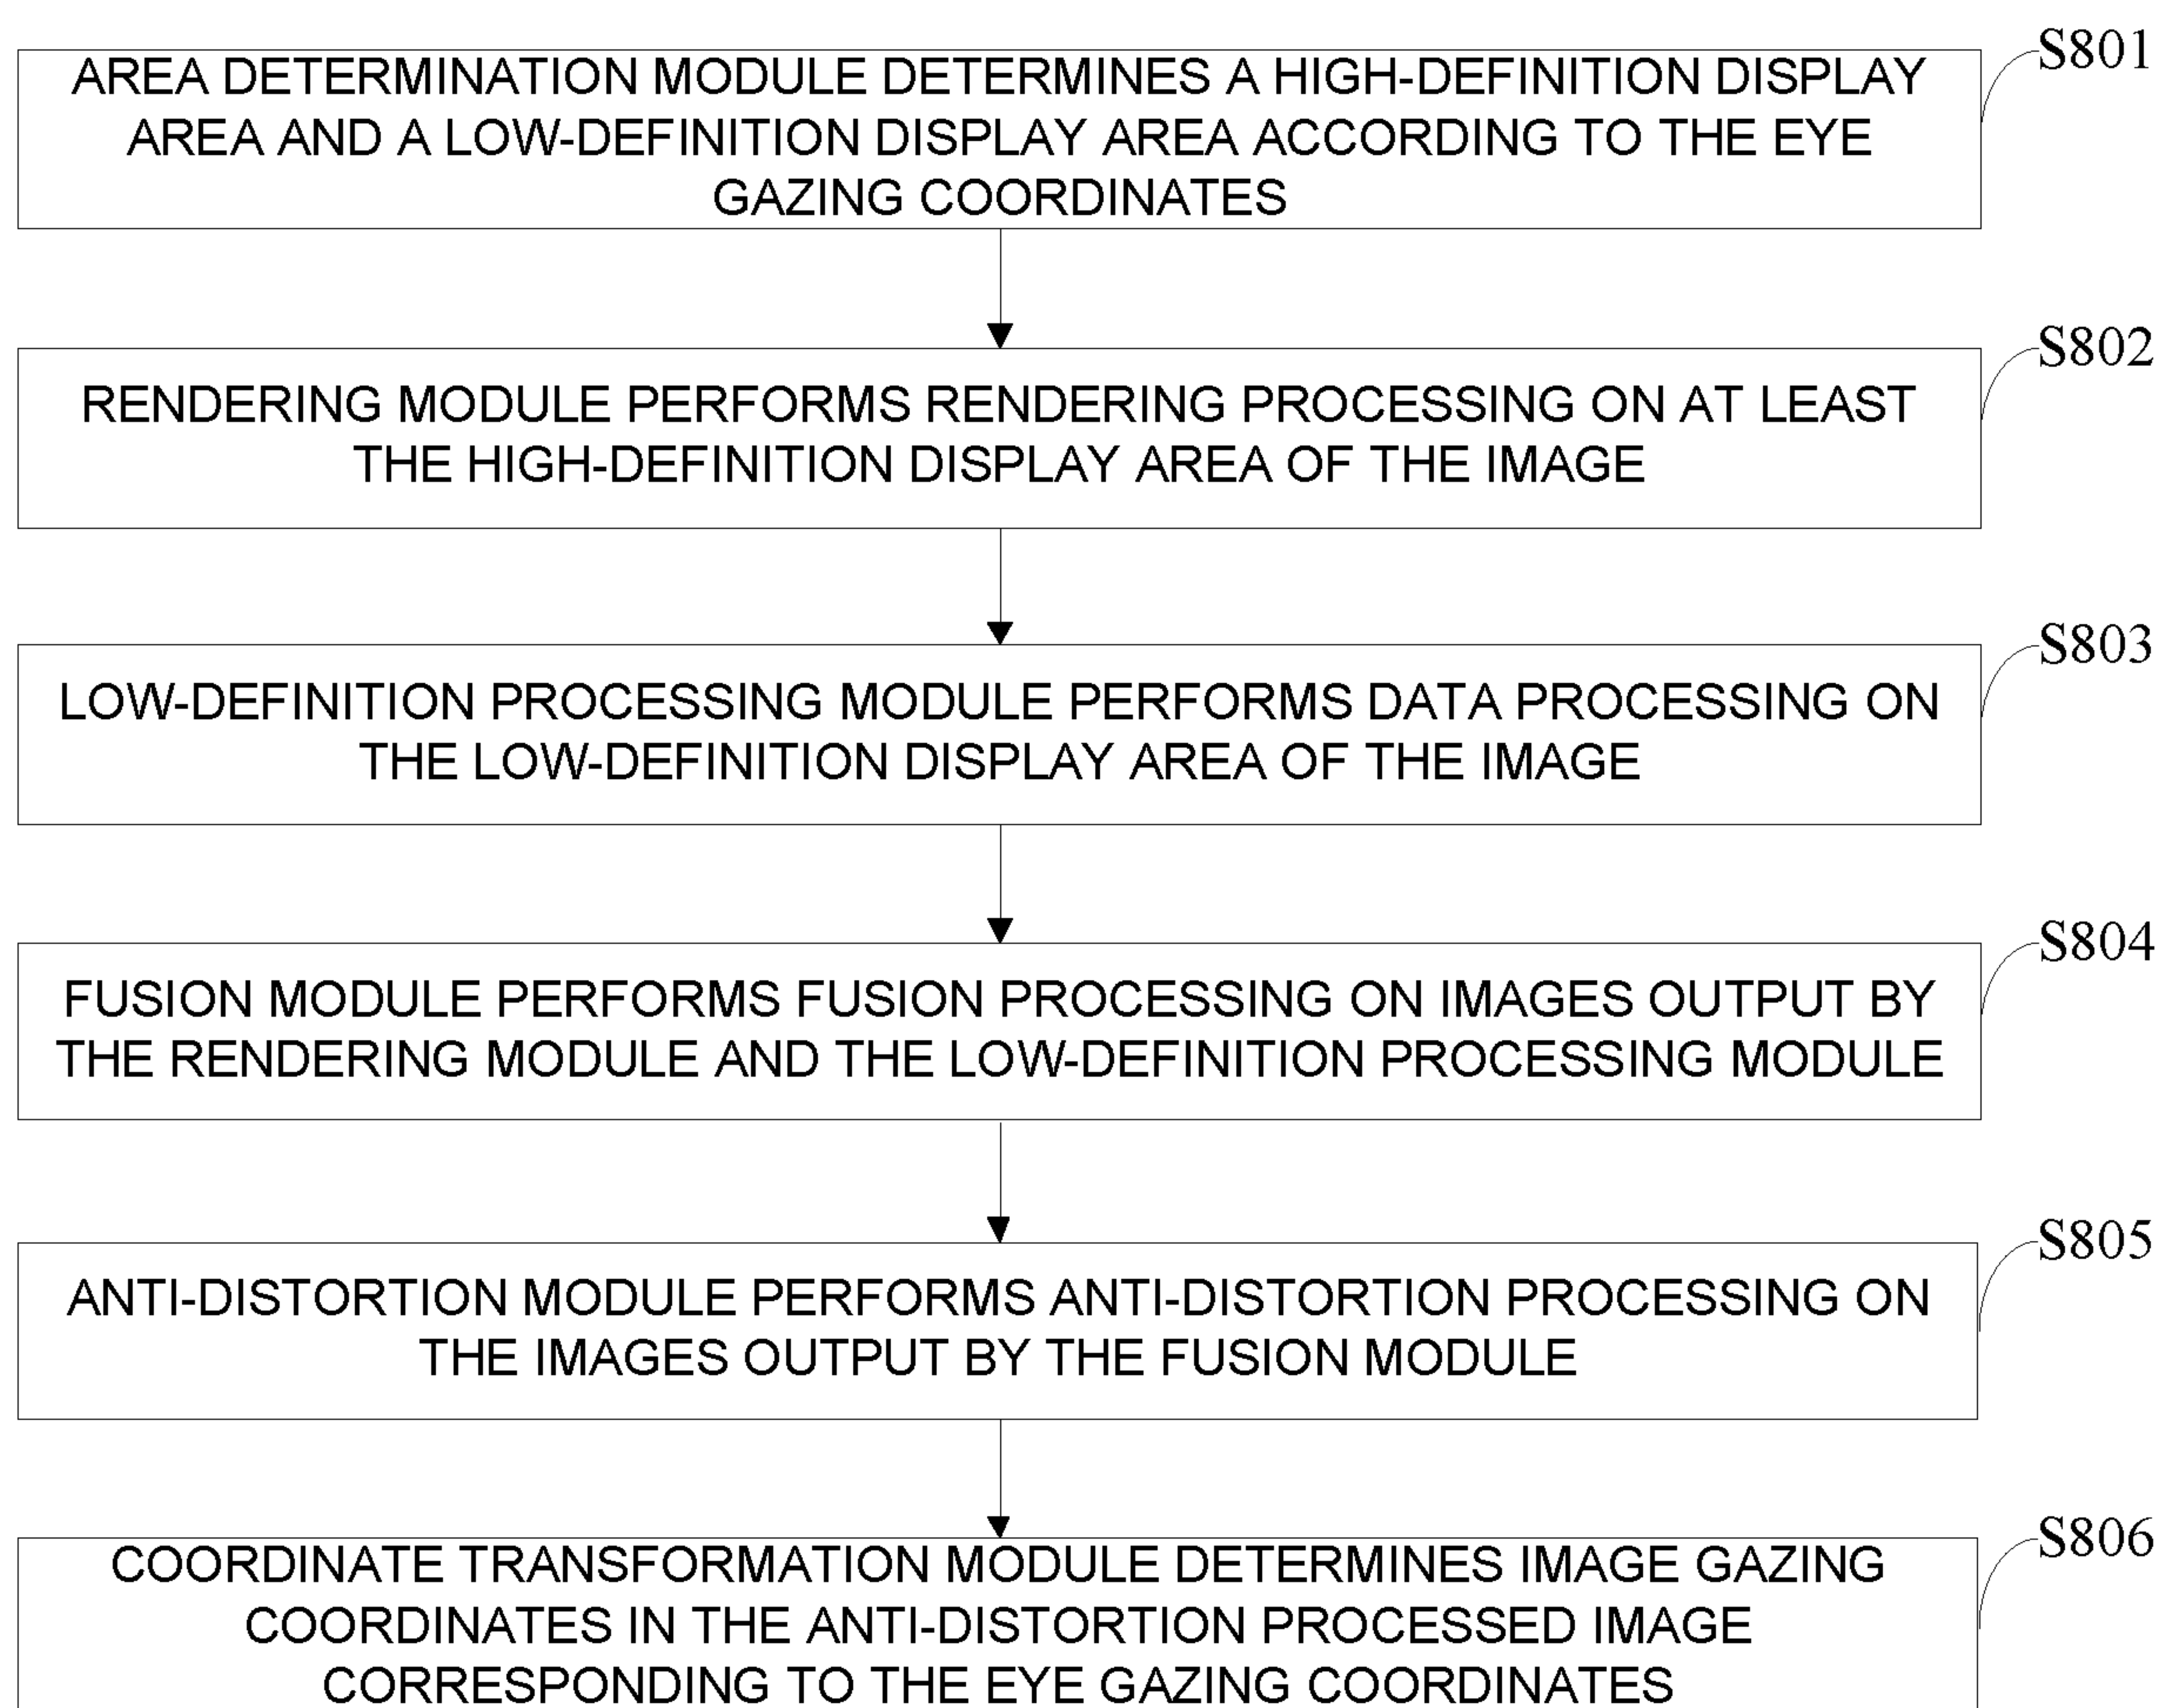 S801
AREA DETERMINATION MODULE DETERMINES A HIGH-DEFINITION DISPLAY
AREA AND A LOW-DEFINITION DISPLAY AREA ACCORDING TO THE EYE
GAZING COORDINATES
S802
RENDERING MODULE PERFORMS RENDERING PROCESSING ON AT LEAST
THE HIGH-DEFINITION DISPLAY AREA OF THE IMAGE
S803
LOW-DEFINITION PROCESSING MODULE PERFORMS DATA PROCESSING ON
THE LOW-DEFINITION DISPLAY AREA OF THE IMAGE
S804
FUSION MODULE PERFORMS FUSION PROCESSING ON IMAGES OUTPUT BY
THE RENDERING MODULE AND THE LOW-DEFINITION PROCESSING MODULE
S805
ANTI-DISTORTION MODULE PERFORMS ANTI-DISTORTION PROCESSING ON
THE IMAGES OUTPUT BY THE FUSION MODULE
S806
COORDINATE TRANSFORMATION MODULE DETERMINES IMAGE GAZING
COORDINATES IN THE ANTI-DISTORTION PROCESSED IMAGE
CORRESPONDING TO THE EYE GAZING COORDINATES